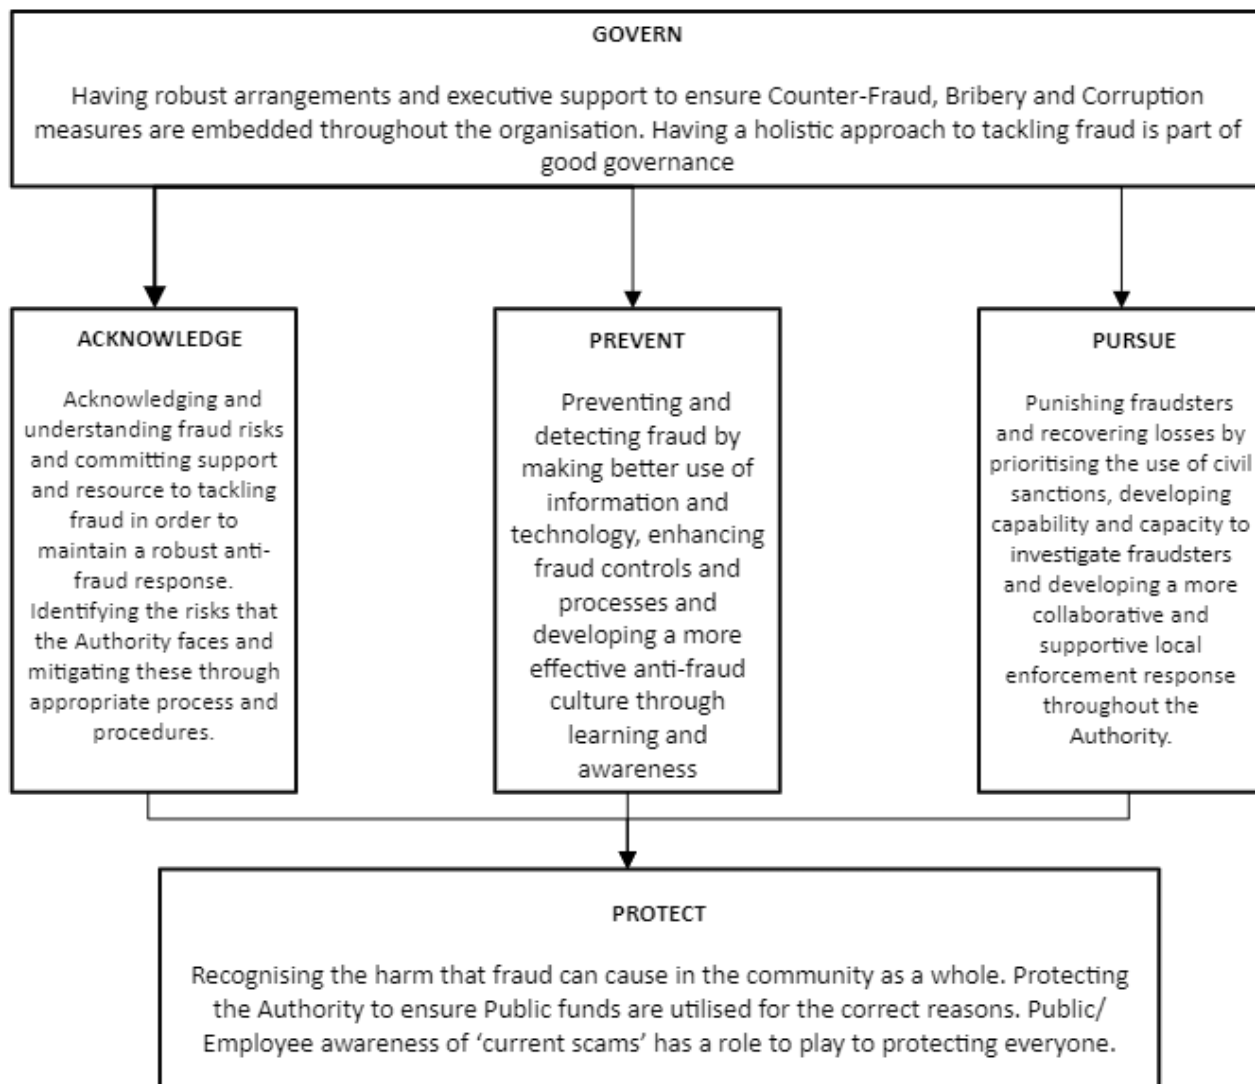 GOVERN
Having robust arrangements and executive support to ensure Counter-Fraud, Bribery and Corruption
measures are embedded throughout the organisation. Having a holistic approach to tackling fraud is part of
good governance
ACKNOWLEDGE
Acknowledging and
understanding fraud risks
and committing support
and resource to tackling
fraud in order to
maintain a robust anti-
fraud response.
Identifying the risks that
the Authority faces and
mitigating these through
appropriate process and
procedures.
PREVENT
Preventing and
detecting fraud by
making better use of
information and
technology, enhancing
fraud controls and
processes and
developing a more
effective anti-fraud
culture through
learning and
awareness
PURSUE
Punishing fraudsters
and recovering losses by
prioritising the use of civil
sanctions, developing
capability and capacity to
investigate fraudsters
and developing a more
collaborative and
supportive local
enforcement response
throughout the
Authority.
PROTECT
Recognising the harm that fraud can cause in the community as a whole. Protecting
the Authority to ensure Public funds are utilised for the correct reasons. Public/
Employee awareness of ‘current scams’ has a role to play to protecting everyone.